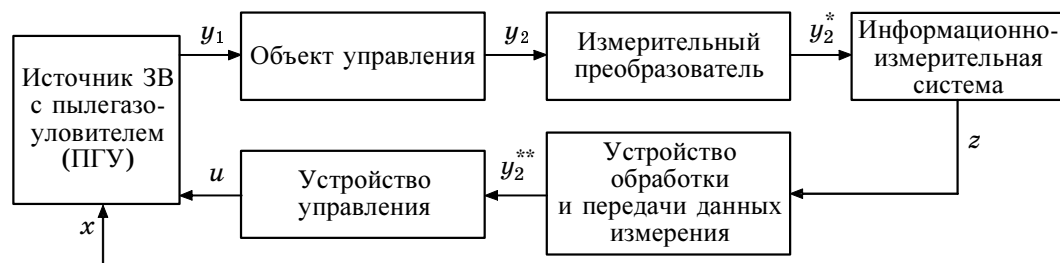 Источник ЗВ
с пылегазо-
уловителем
(ПГУ)
y₁
Объект управления
y₂
Измерительный
преобразователь
y₂*
Информационно-
измерительная
система
z
Устройство
обработки
и передачи данных
измерения
y₂**
Устройство
управления
u
x